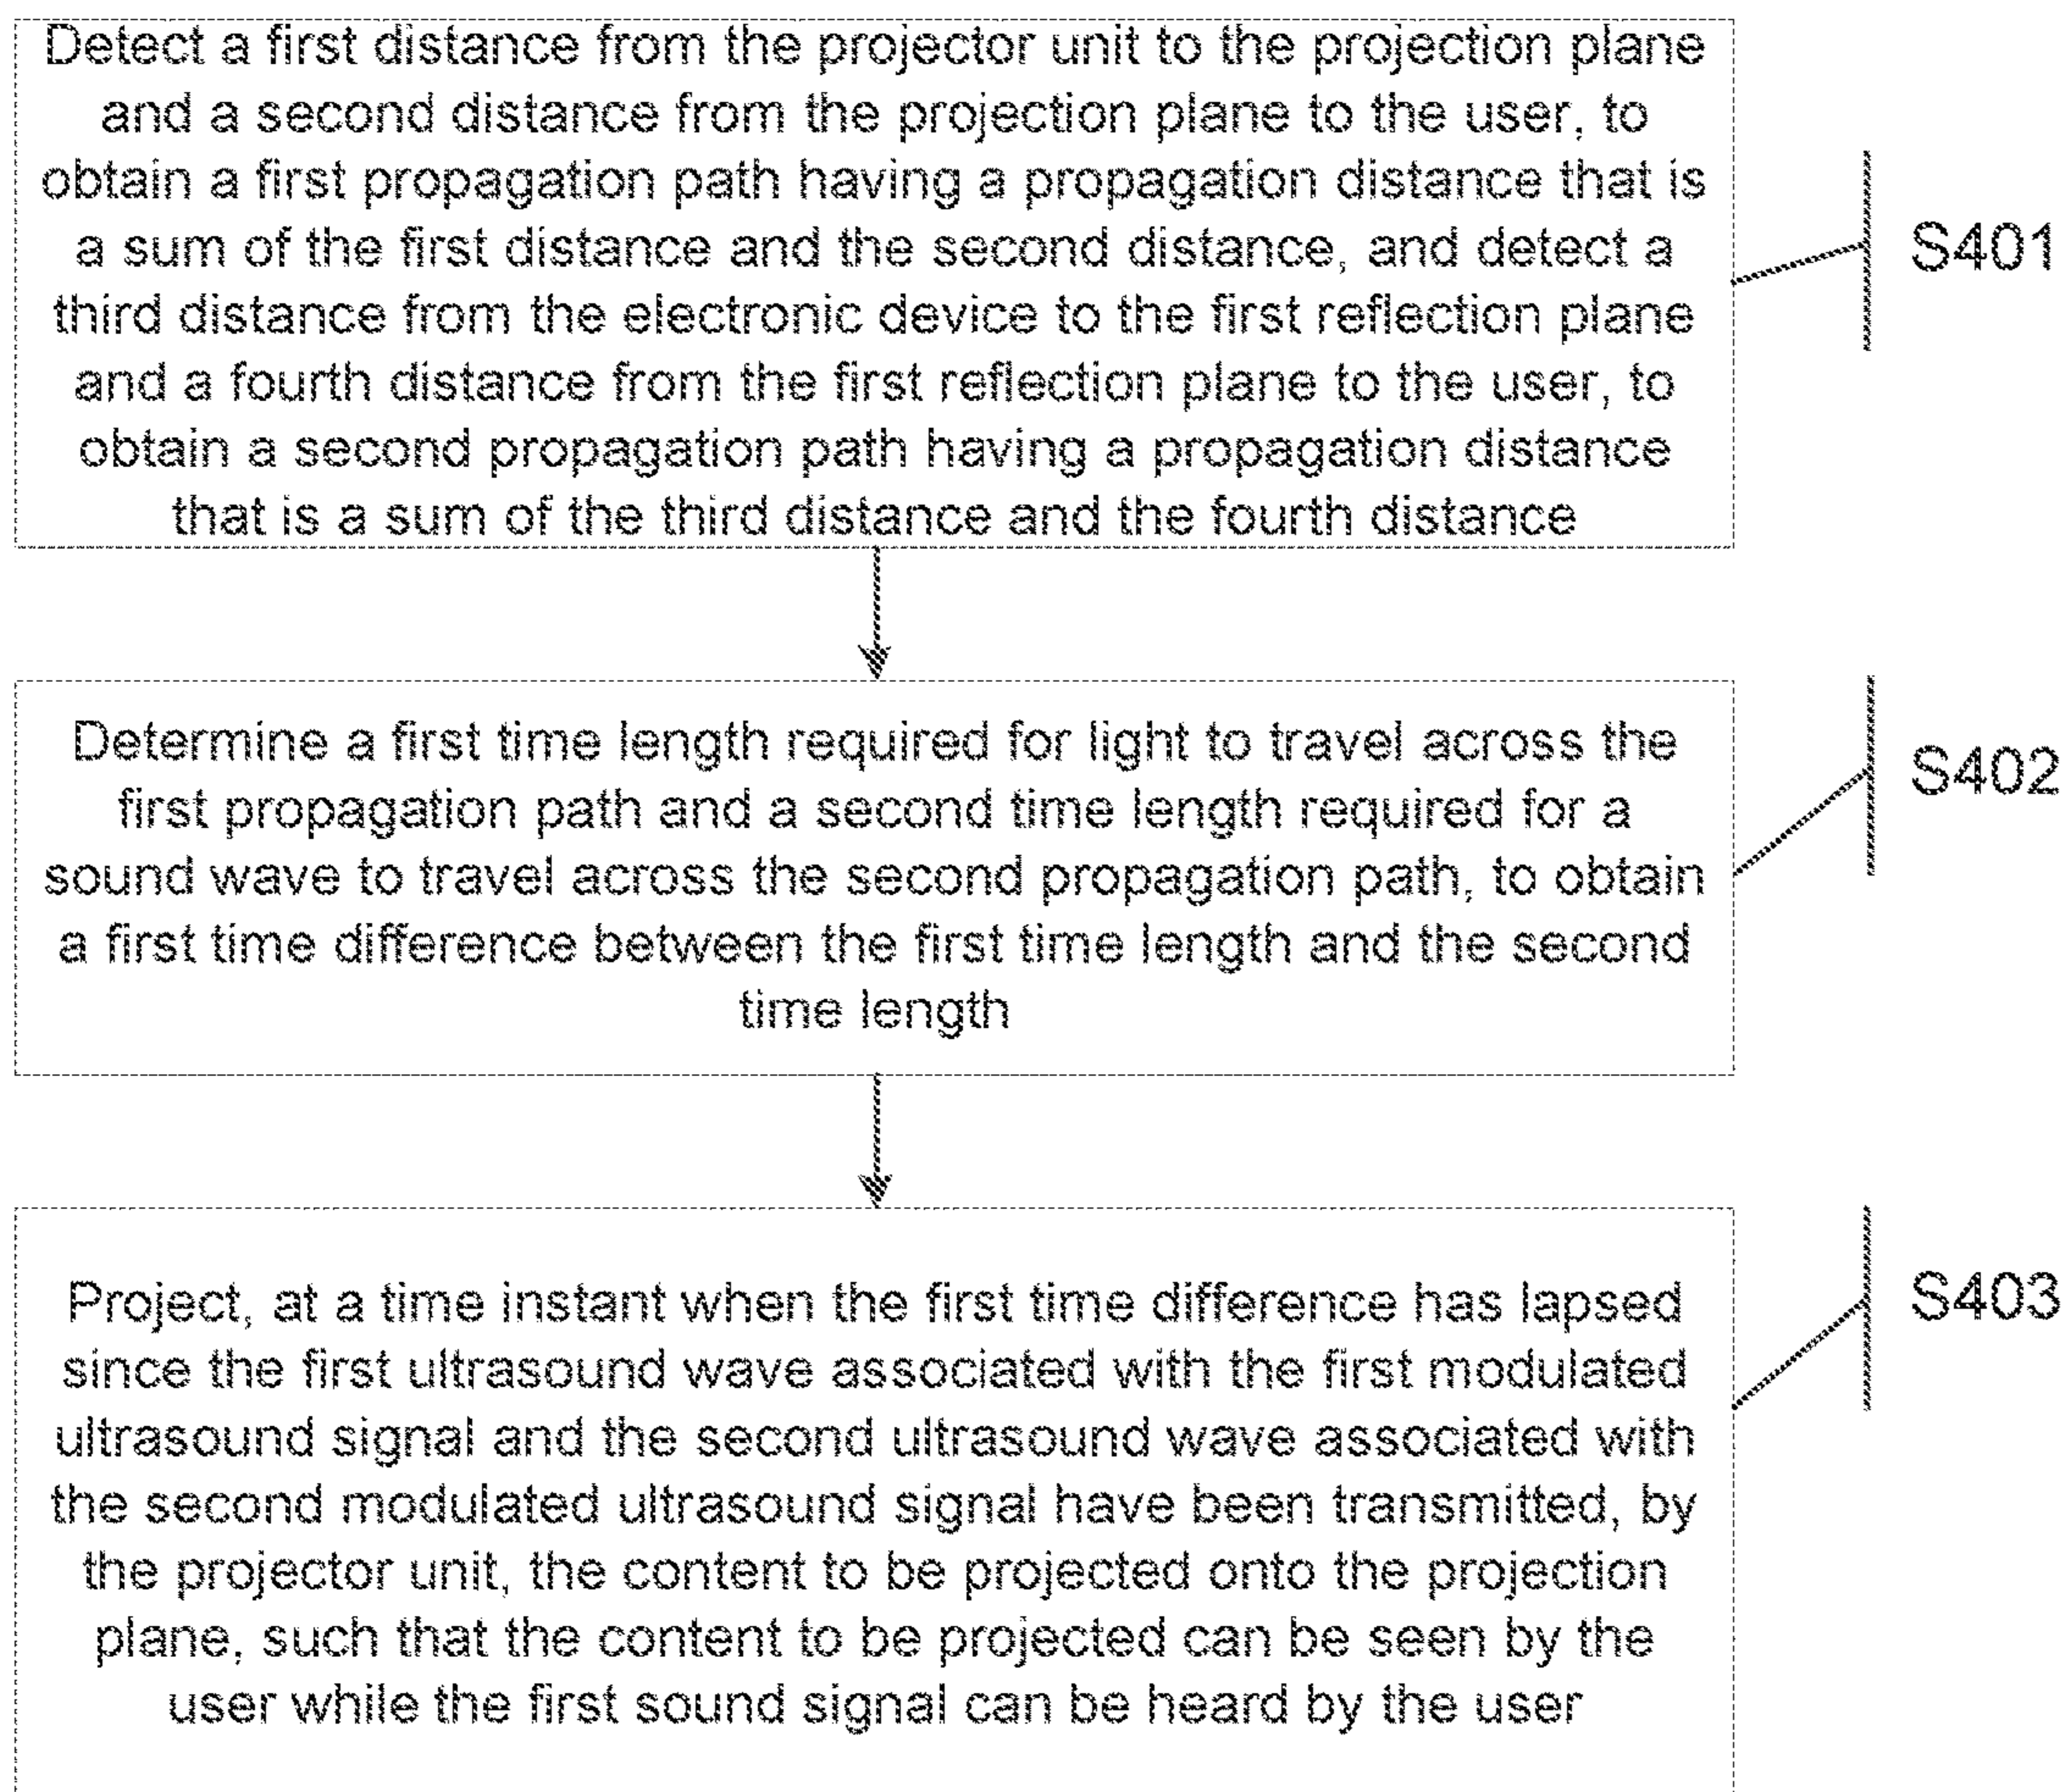 Detect a first distance from the projector unit to the projection plane
and a second distance from the projection plane to the user, to
obtain a first propagation path having a propagation distance that is
a sum of the first distance and the second distance, and detect a
third distance from the electronic device to the first reflection plane
and a fourth distance from the first reflection plane to the user, to
obtain a second propagation path having a propagation distance
that is a sum of the third distance and the fourth distance
S401
Determine a first time length required for light to travel across the
first propagation path and a second time length required for a
sound wave to travel across the second propagation path, to obtain
a first time difference between the first time length and the second
time length
S402
Project, at a time instant when the first time difference has lapsed
since the first ultrasound wave associated with the first modulated
ultrasound signal and the second ultrasound wave associated with
the second modulated ultrasound signal have been transmitted, by
the projector unit, the content to be projected onto the projection
plane, such that the content to be projected can be seen by the
user while the first sound signal can be heard by the user
S403